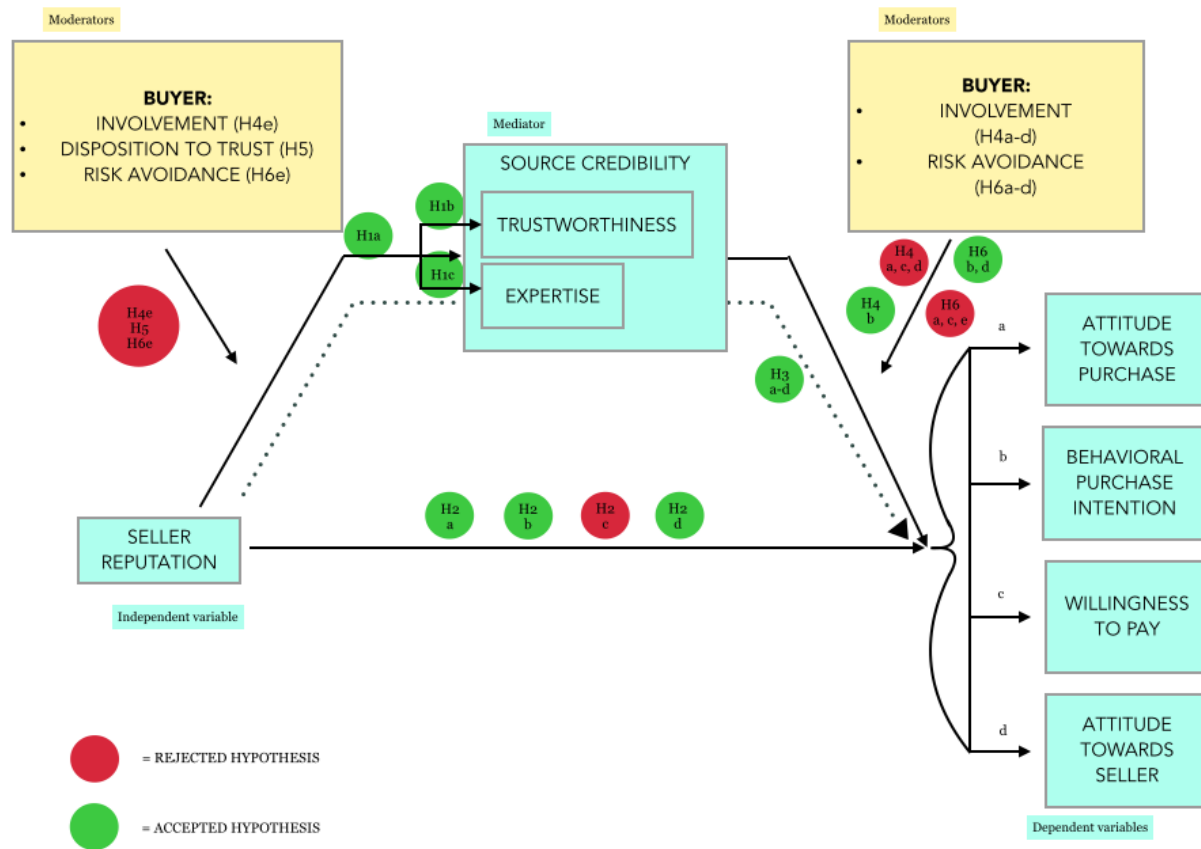 Moderators
BUYER:
• INVOLVEMENT (H4e)
• DISPOSITION TO TRUST (H5)
• RISK AVOIDANCE (H6e)
Moderators
BUYER:
• INVOLVEMENT
(H4a-d)
• RISK AVOIDANCE
(H6a-d)
Mediator
SOURCE CREDIBILITY
TRUSTWORTHINESS
EXPERTISE
H1a
H1b
H1c
H4e
H5
H6e
H4
a, c, d
H6
b, d
H4
b
H6
a, c, e
H3
a-d
a
ATTITUDE
TOWARDS
PURCHASE
b
BEHAVIORAL
PURCHASE
INTENTION
c
WILLINGNESS
TO PAY
d
ATTITUDE
TOWARDS
SELLER
Dependent variables
H2
a
H2
b
H2
c
H2
d
SELLER
REPUTATION
Independent variable
= REJECTED HYPOTHESIS
= ACCEPTED HYPOTHESIS